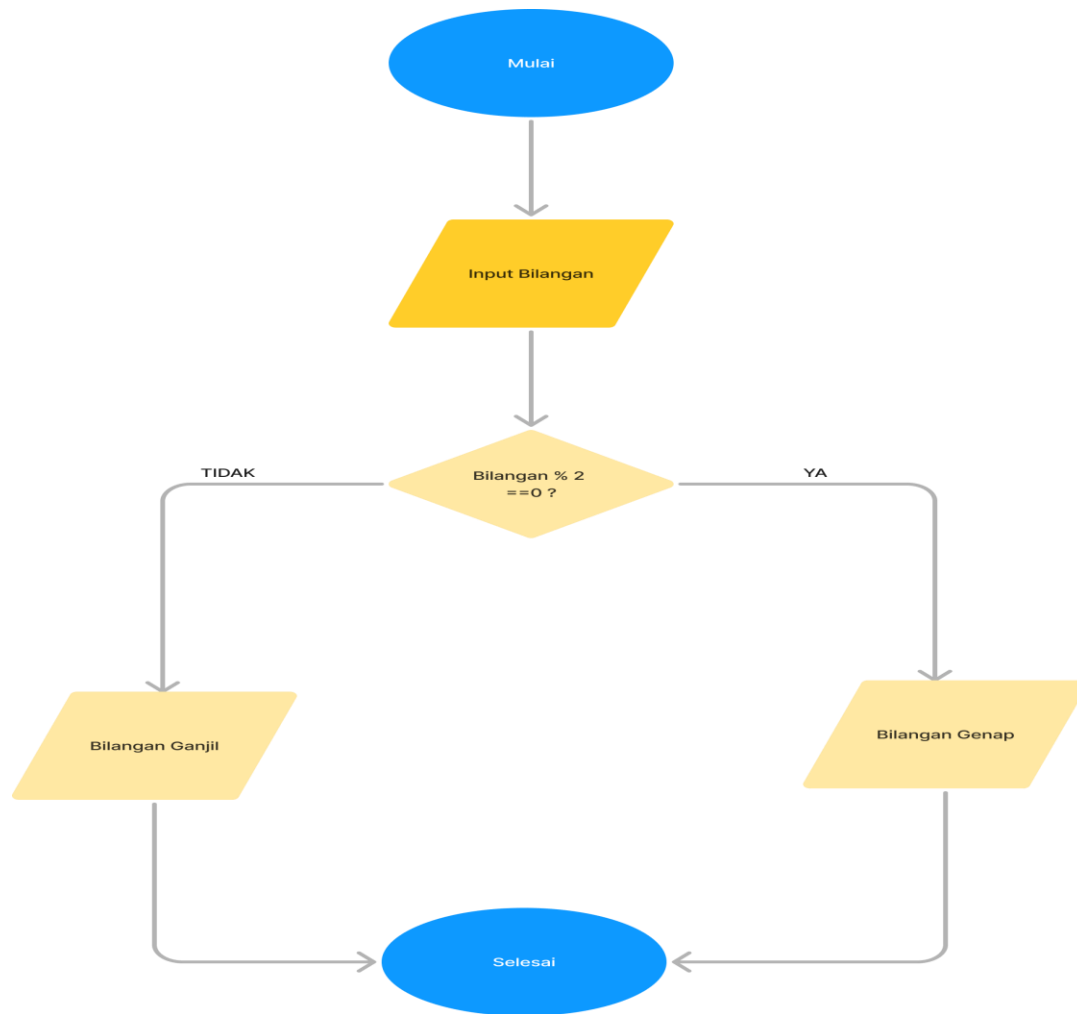 Mulai
Input Bilangan
Bilangan % 2
==0 ?
TIDAK
YA
Bilangan Ganjil
Bilangan Genap
Selesai